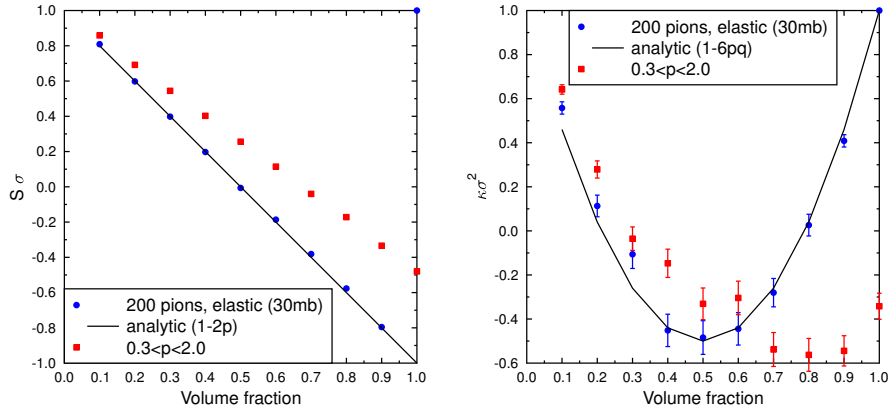 1.0
0.8
0.6
0.4
0.2
0.0
-0.2
-0.4
-0.6
-0.8
-1.0
S σ
200 pions, elastic (30mb)
analytic (1-2p)
0.3<p<2.0
0.0 0.1 0.2 0.3 0.4 0.5 0.6 0.7 0.8 0.9 1.0
Volume fraction
200 pions, elastic (30mb)
analytic (1-6pq)
0.3<p<2.0
1.0
0.8
0.6
0.4
0.2
0.0
-0.2
-0.4
-0.6
κσ²
0.0 0.1 0.2 0.3 0.4 0.5 0.6 0.7 0.8 0.9 1.0
Volume fraction